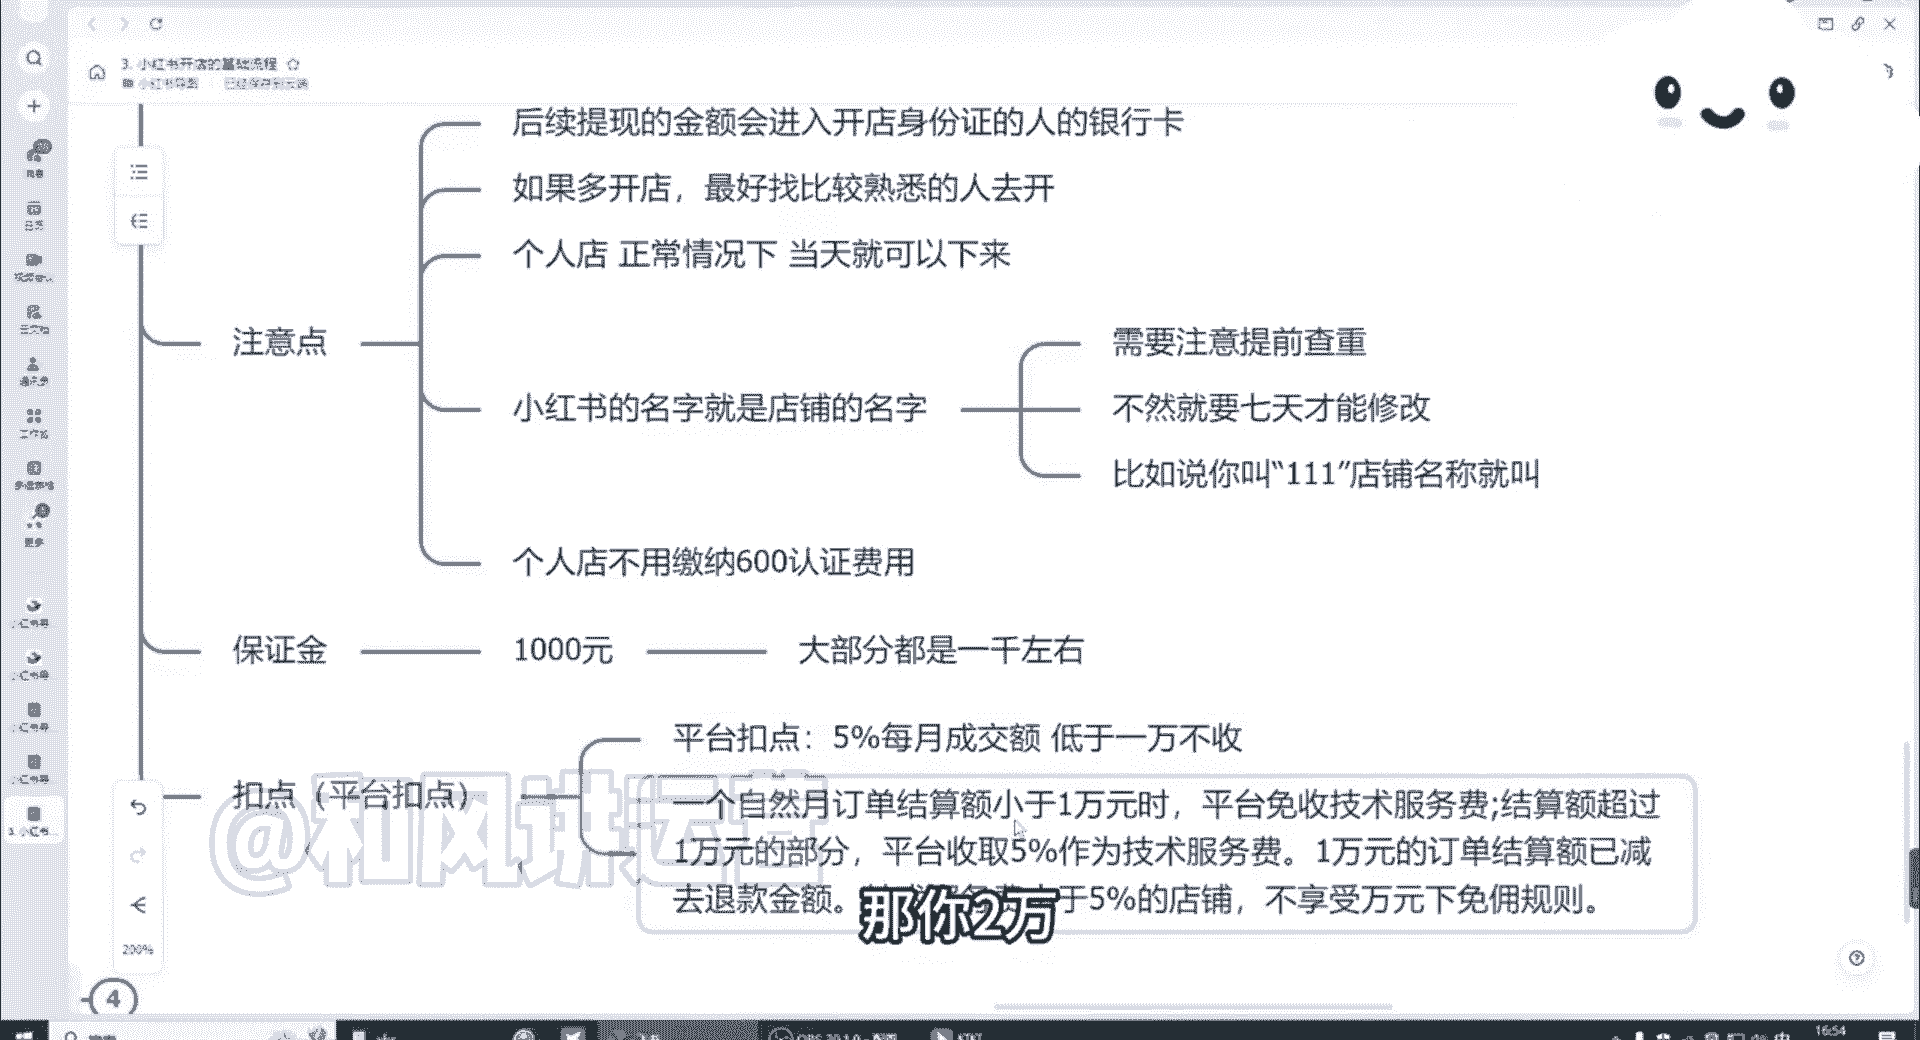 3. 小红书开店的基础流程
后续提现的金额会进入开店身份证的人的银行卡
如果多开店，最好找比较熟悉的人去开
个人店 正常情况下 当天就可以下来
注意点
需要注意提前查重
小红书的名字就是店铺的名字
不然就要七天才能修改
比如说你叫“111”店铺名称就叫
个人店不用缴纳600认证费用
保证金
1000元
大部分都是一千左右
平台扣点：5%每月成交额 低于一万不收
扣点（平台扣点）
一个自然月订单结算额小于1万元时，平台免收技术服务费;结算额超过
1万元的部分，平台收取5%作为技术服务费。1万元的订单结算额已减
去退款金额。于5%的店铺，不享受万元下免佣规则。
@和风讲运营
那你2万
200%
4
16:54